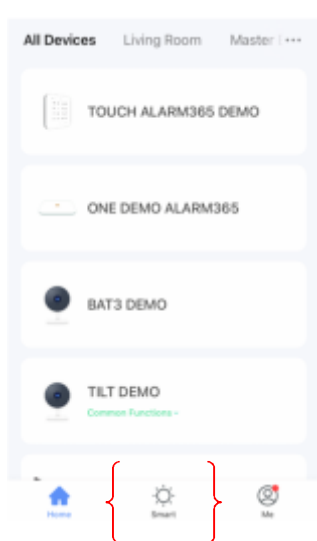 All Devices Living Room Master
TOUCH ALARM365 DEMO
ONE DEMO ALARM365
BAT3 DEMO
TILT DEMO
Common Functions
Home Smart Me